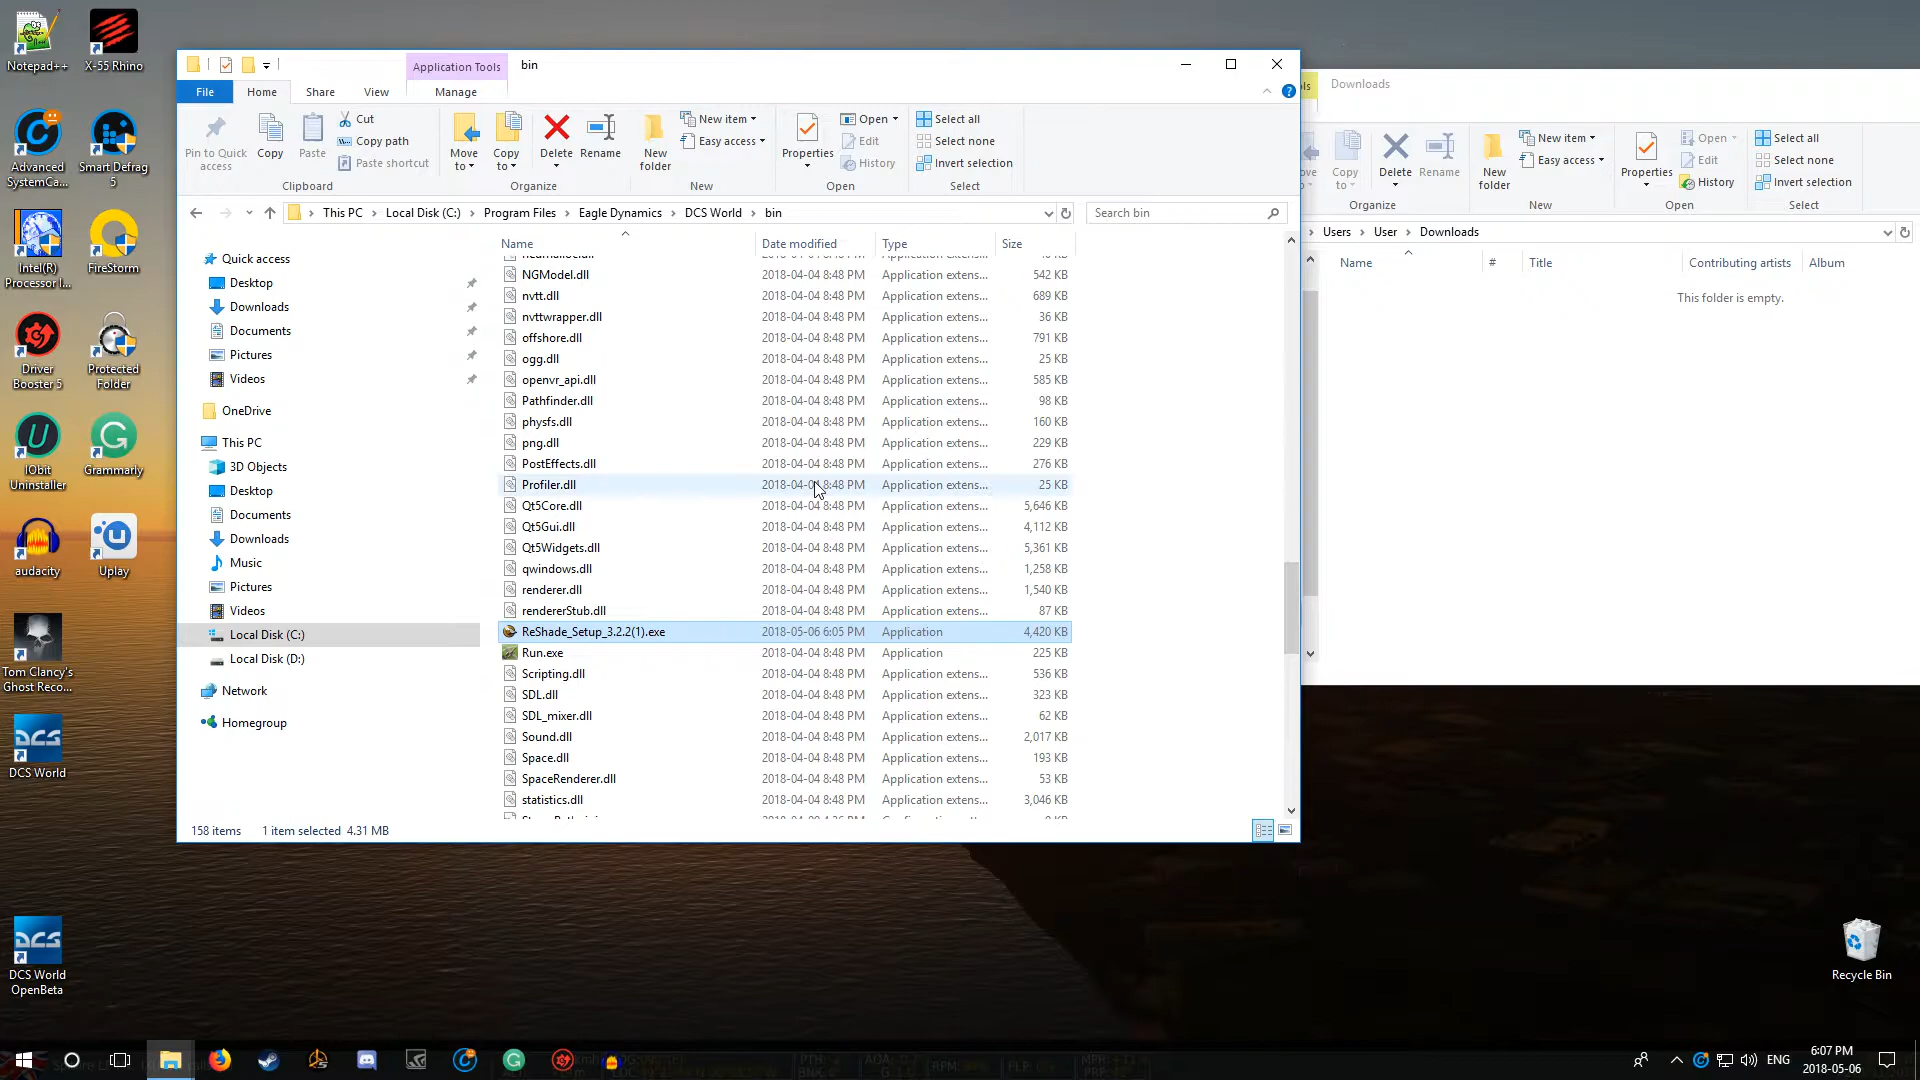 Notepad++
X-55 Rhino
Advanced SystemCa...
Smart Defrag 5
Intel(R) Processor I...
FireStorm
Driver Booster 5
Protected Folder
IObit Uninstaller
Grammarly
audacity
Uplay
Tom Clancy's Ghost Reco...
DCS World
DCS World OpenBeta
Recycle Bin
Application Tools
bin
File
Home
Share
View
Manage
Pin to Quick access
Copy
Paste
Cut
Copy path
Paste shortcut
Clipboard
Move to
Copy to
Delete
Rename
Organize
New folder
New item
Easy access
New
Properties
Open
Edit
History
Open
Select all
Select none
Invert selection
Select
This PC > Local Disk (C:) > Program Files > Eagle Dynamics > DCS World > bin
Search bin
Quick access
Desktop
Downloads
Documents
Pictures
Videos
OneDrive
This PC
3D Objects
Desktop
Documents
Downloads
Music
Pictures
Videos
Local Disk (C:)
Local Disk (D:)
Network
Homegroup
Name Date modified Type Size
NGModel.dll 2018-04-04 8:48 PM Application extens... 542 KB
nvtt.dll 2018-04-04 8:48 PM Application extens... 689 KB
nvttwrapper.dll 2018-04-04 8:48 PM Application extens... 36 KB
offshore.dll 2018-04-04 8:48 PM Application extens... 791 KB
ogg.dll 2018-04-04 8:48 PM Application extens... 25 KB
openvr_api.dll 2018-04-04 8:48 PM Application extens... 585 KB
Pathfinder.dll 2018-04-04 8:48 PM Application extens... 98 KB
physfs.dll 2018-04-04 8:48 PM Application extens... 160 KB
png.dll 2018-04-04 8:48 PM Application extens... 229 KB
PostEffects.dll 2018-04-04 8:48 PM Application extens... 276 KB
Profiler.dll 2018-04-04 8:48 PM Application extens... 25 KB
Qt5Core.dll 2018-04-04 8:48 PM Application extens... 5,646 KB
Qt5Gui.dll 2018-04-04 8:48 PM Application extens... 4,112 KB
Qt5Widgets.dll 2018-04-04 8:48 PM Application extens... 5,361 KB
qwindows.dll 2018-04-04 8:48 PM Application extens... 1,258 KB
renderer.dll 2018-04-04 8:48 PM Application extens... 1,540 KB
rendererStub.dll 2018-04-04 8:48 PM Application extens... 87 KB
ReShade_Setup_3.2.2(1).exe 2018-05-06 6:05 PM Application 4,420 KB
Run.exe 2018-04-04 8:48 PM Application 225 KB
Scripting.dll 2018-04-04 8:48 PM Application extens... 536 KB
SDL.dll 2018-04-04 8:48 PM Application extens... 323 KB
SDL_mixer.dll 2018-04-04 8:48 PM Application extens... 62 KB
Sound.dll 2018-04-04 8:48 PM Application extens... 2,017 KB
Space.dll 2018-04-04 8:48 PM Application extens... 193 KB
SpaceRenderer.dll 2018-04-04 8:48 PM Application extens... 53 KB
statistics.dll 2018-04-04 8:48 PM Application extens... 3,046 KB
158 items 1 item selected 4.31 MB
Downloads
Copy to
Delete
Rename
Organize
New folder
New item
Easy access
New
Properties
Open
Edit
History
Open
Select all
Select none
Invert selection
Select
Users > User > Downloads
Name # Title Contributing artists Album
This folder is empty.
ENG
6:07 PM
2018-05-06